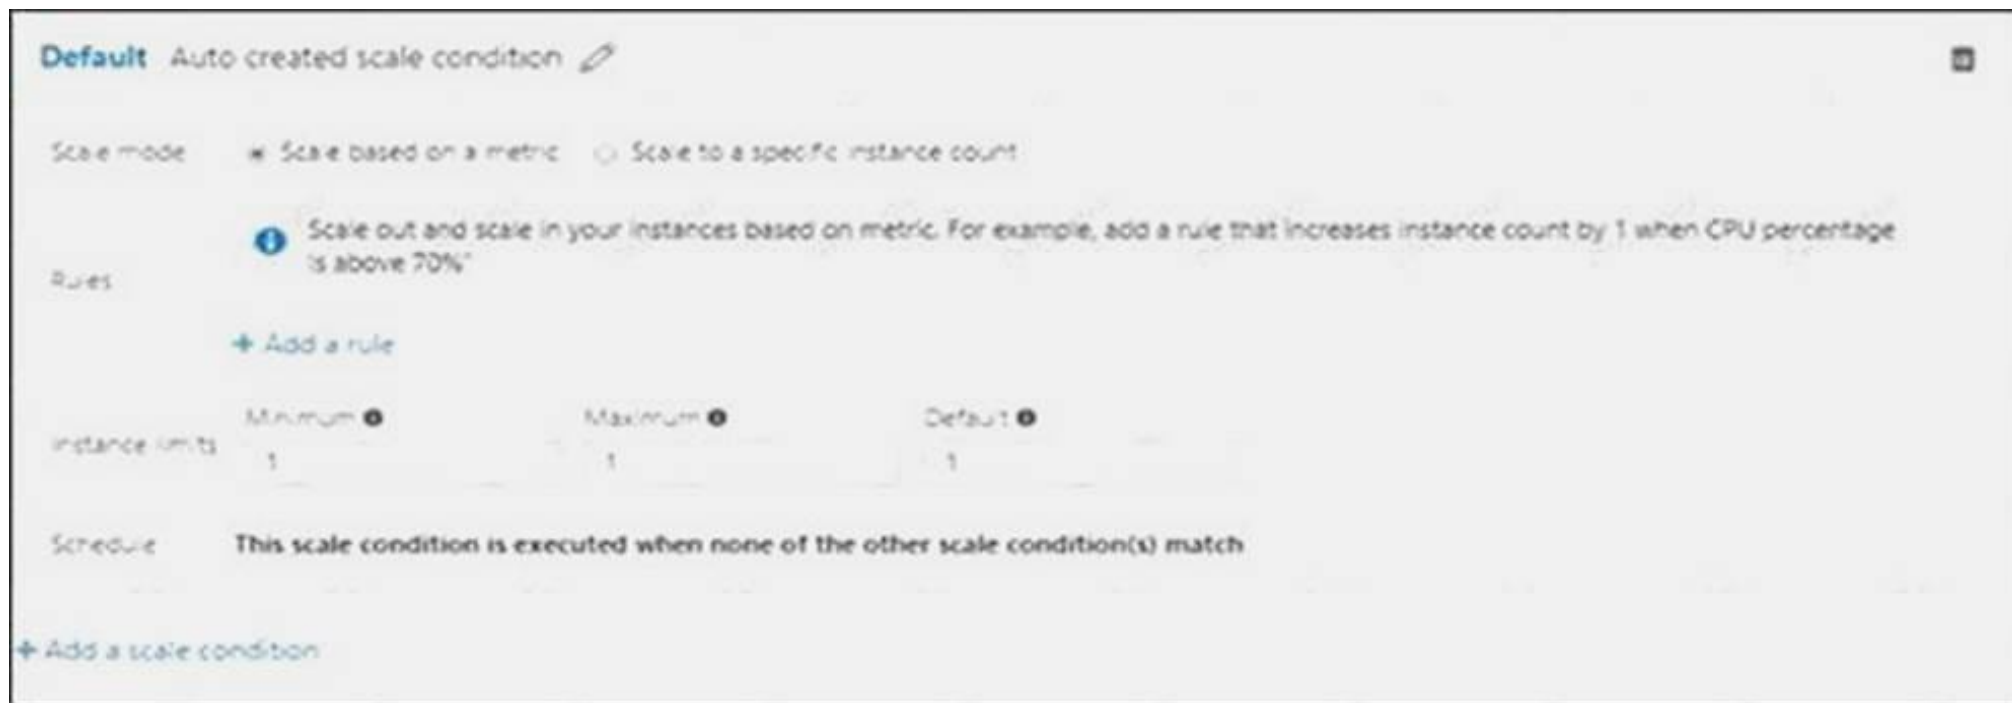 Default Auto created scale condition
Scale mode Scale based on a metric Scale to a specific instance count
Scale out and scale in your instances based on metric. For example, add a rule that increases instance count by 1 when CPU percentage
is above 70%"
Rules
+ Add a rule
Minimum Maximum Default
Instance limits 1 1 1
Schedule This scale condition is executed when none of the other scale condition(s) match
+ Add a scale condition